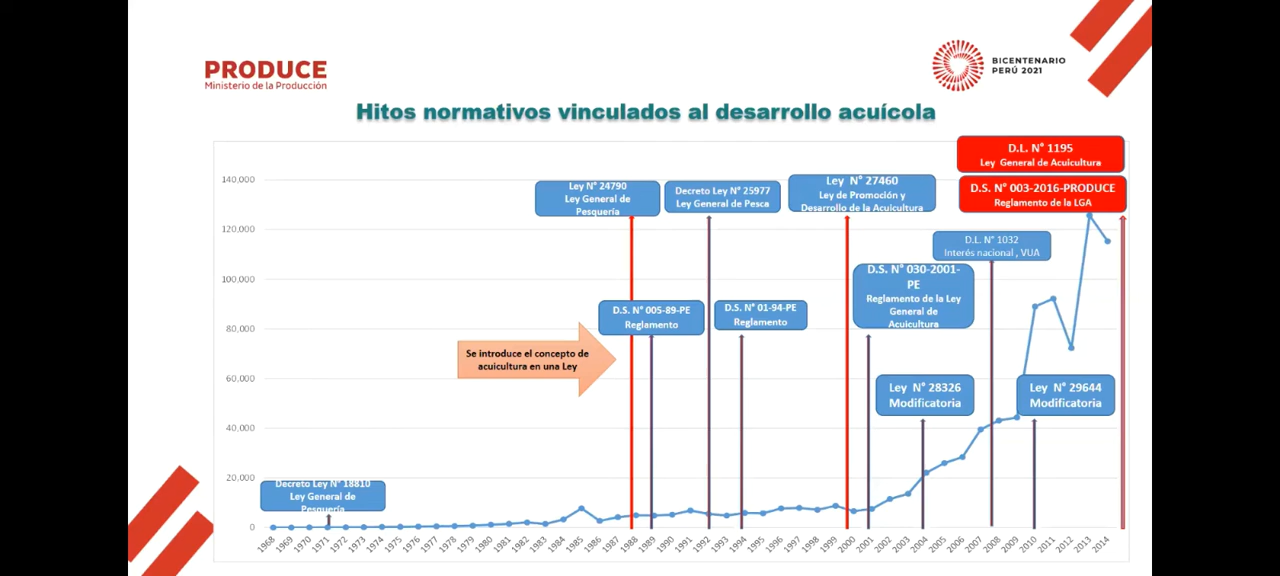 PRODUCE
Ministerio de la Producción
BICENTENARIO
PERÚ 2021
Hitos normativos vinculados al desarrollo acuícola
D.L. N° 1195
Ley General de Acuicultura
D.S. N° 003-2016-PRODUCE
Reglamento de la LGA
Ley N° 24790
Ley General de
Pesquería
Decreto Ley N° 25977
Ley General de Pesca
Ley N° 27460
Ley de Promoción y
Desarrollo de la Acuicultura
D.L. N° 1032
Interés nacional , VUA
D.S. N° 030-2001-
PE
Reglamento de la Ley
General de
Acuicultura
D.S. N° 005-89-PE
Reglamento
D.S. N° 01-94-PE
Reglamento
Se introduce el concepto de
acuicultura en una Ley
Ley N° 28326
Modificatoria
Ley N° 29644
Modificatoria
Decreto Ley N° 18810
Ley General de
Pesquería
140,000
120,000
100,000
80,000
60,000
40,000
20,000
0
1968
1969
1970
1971
1972
1973
1974
1975
1976
1977
1978
1979
1980
1981
1982
1983
1984
1985
1986
1987
1988
1989
1990
1991
1992
1993
1994
1995
1996
1997
1998
1999
2000
2001
2002
2003
2004
2005
2006
2007
2008
2009
2010
2011
2012
2013
2014